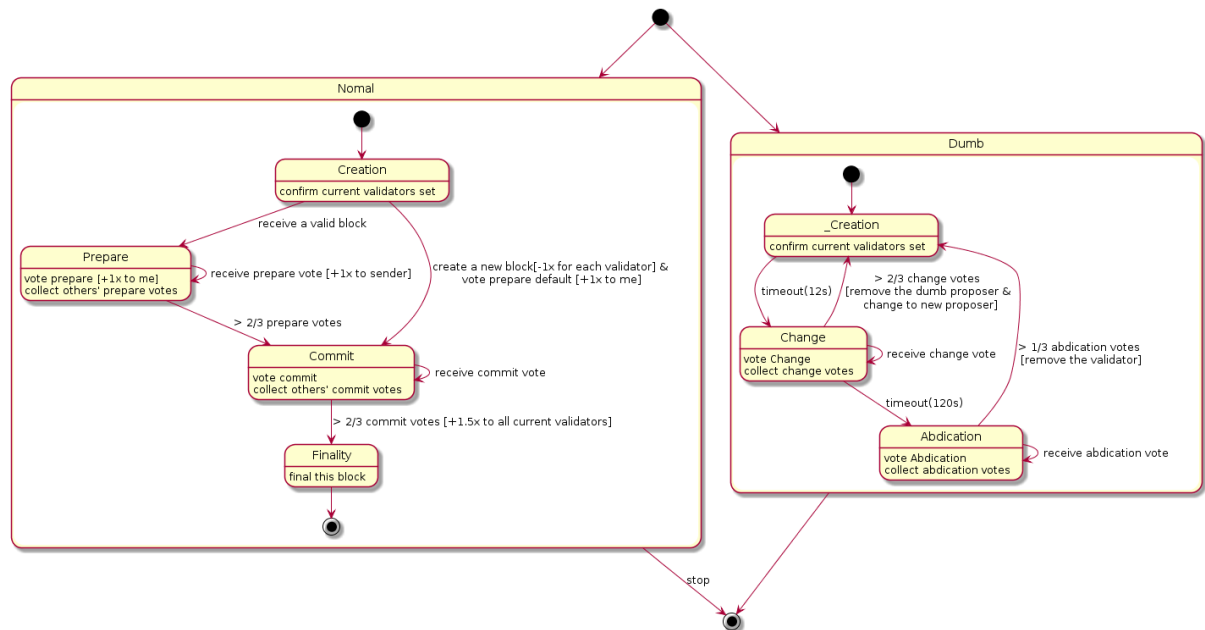 Nomal
Creation
confirm current validators set
receive a valid block
Prepare
vote prepare [+1x to me]
collect others' prepare votes
receive prepare vote [+1x to sender]
create a new block[-1x for each validator] &
vote prepare default [+1x to me]
> 2/3 prepare votes
Commit
vote commit
collect others' commit votes
receive commit vote
> 2/3 commit votes [+1.5x to all current validators]
Finality
final this block
Dumb
_Creation
confirm current validators set
timeout(12s)
> 2/3 change votes
[remove the dumb proposer &
change to new proposer]
Change
vote Change
collect change votes
receive change vote
> 1/3 abdication votes
[remove the validator]
timeout(120s)
Abdication
vote Abdication
collect abdication votes
receive abdication vote
stop